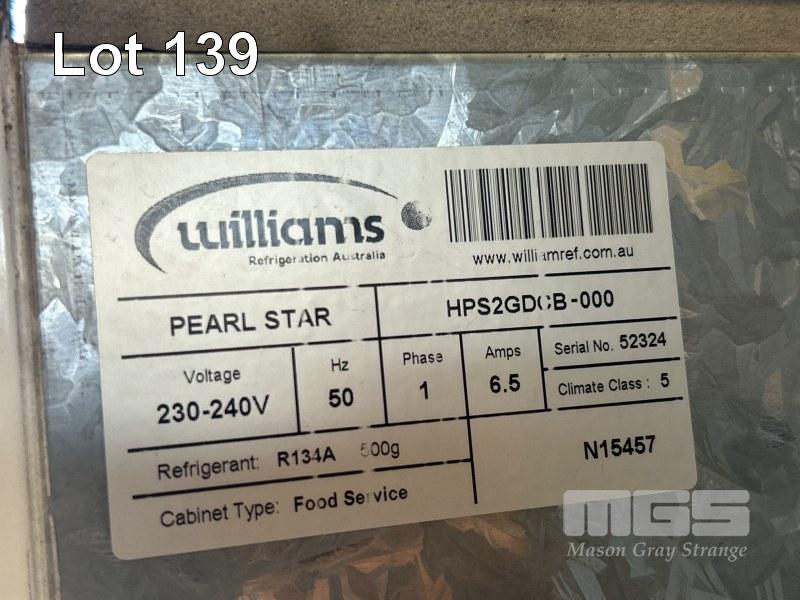 Lot 139
williams
Refrigeration Australia
www.williamref.com.au
PEARL STAR
HPS2GDCB-000
Voltage
230-240V
Hz
50
Phase
1
Amps
6.5
Serial No. 52324
Climate Class : 5
Refrigerant: R134A 500g
Cabinet Type: Food Service
N15457
MGS
Mason Gray Strange